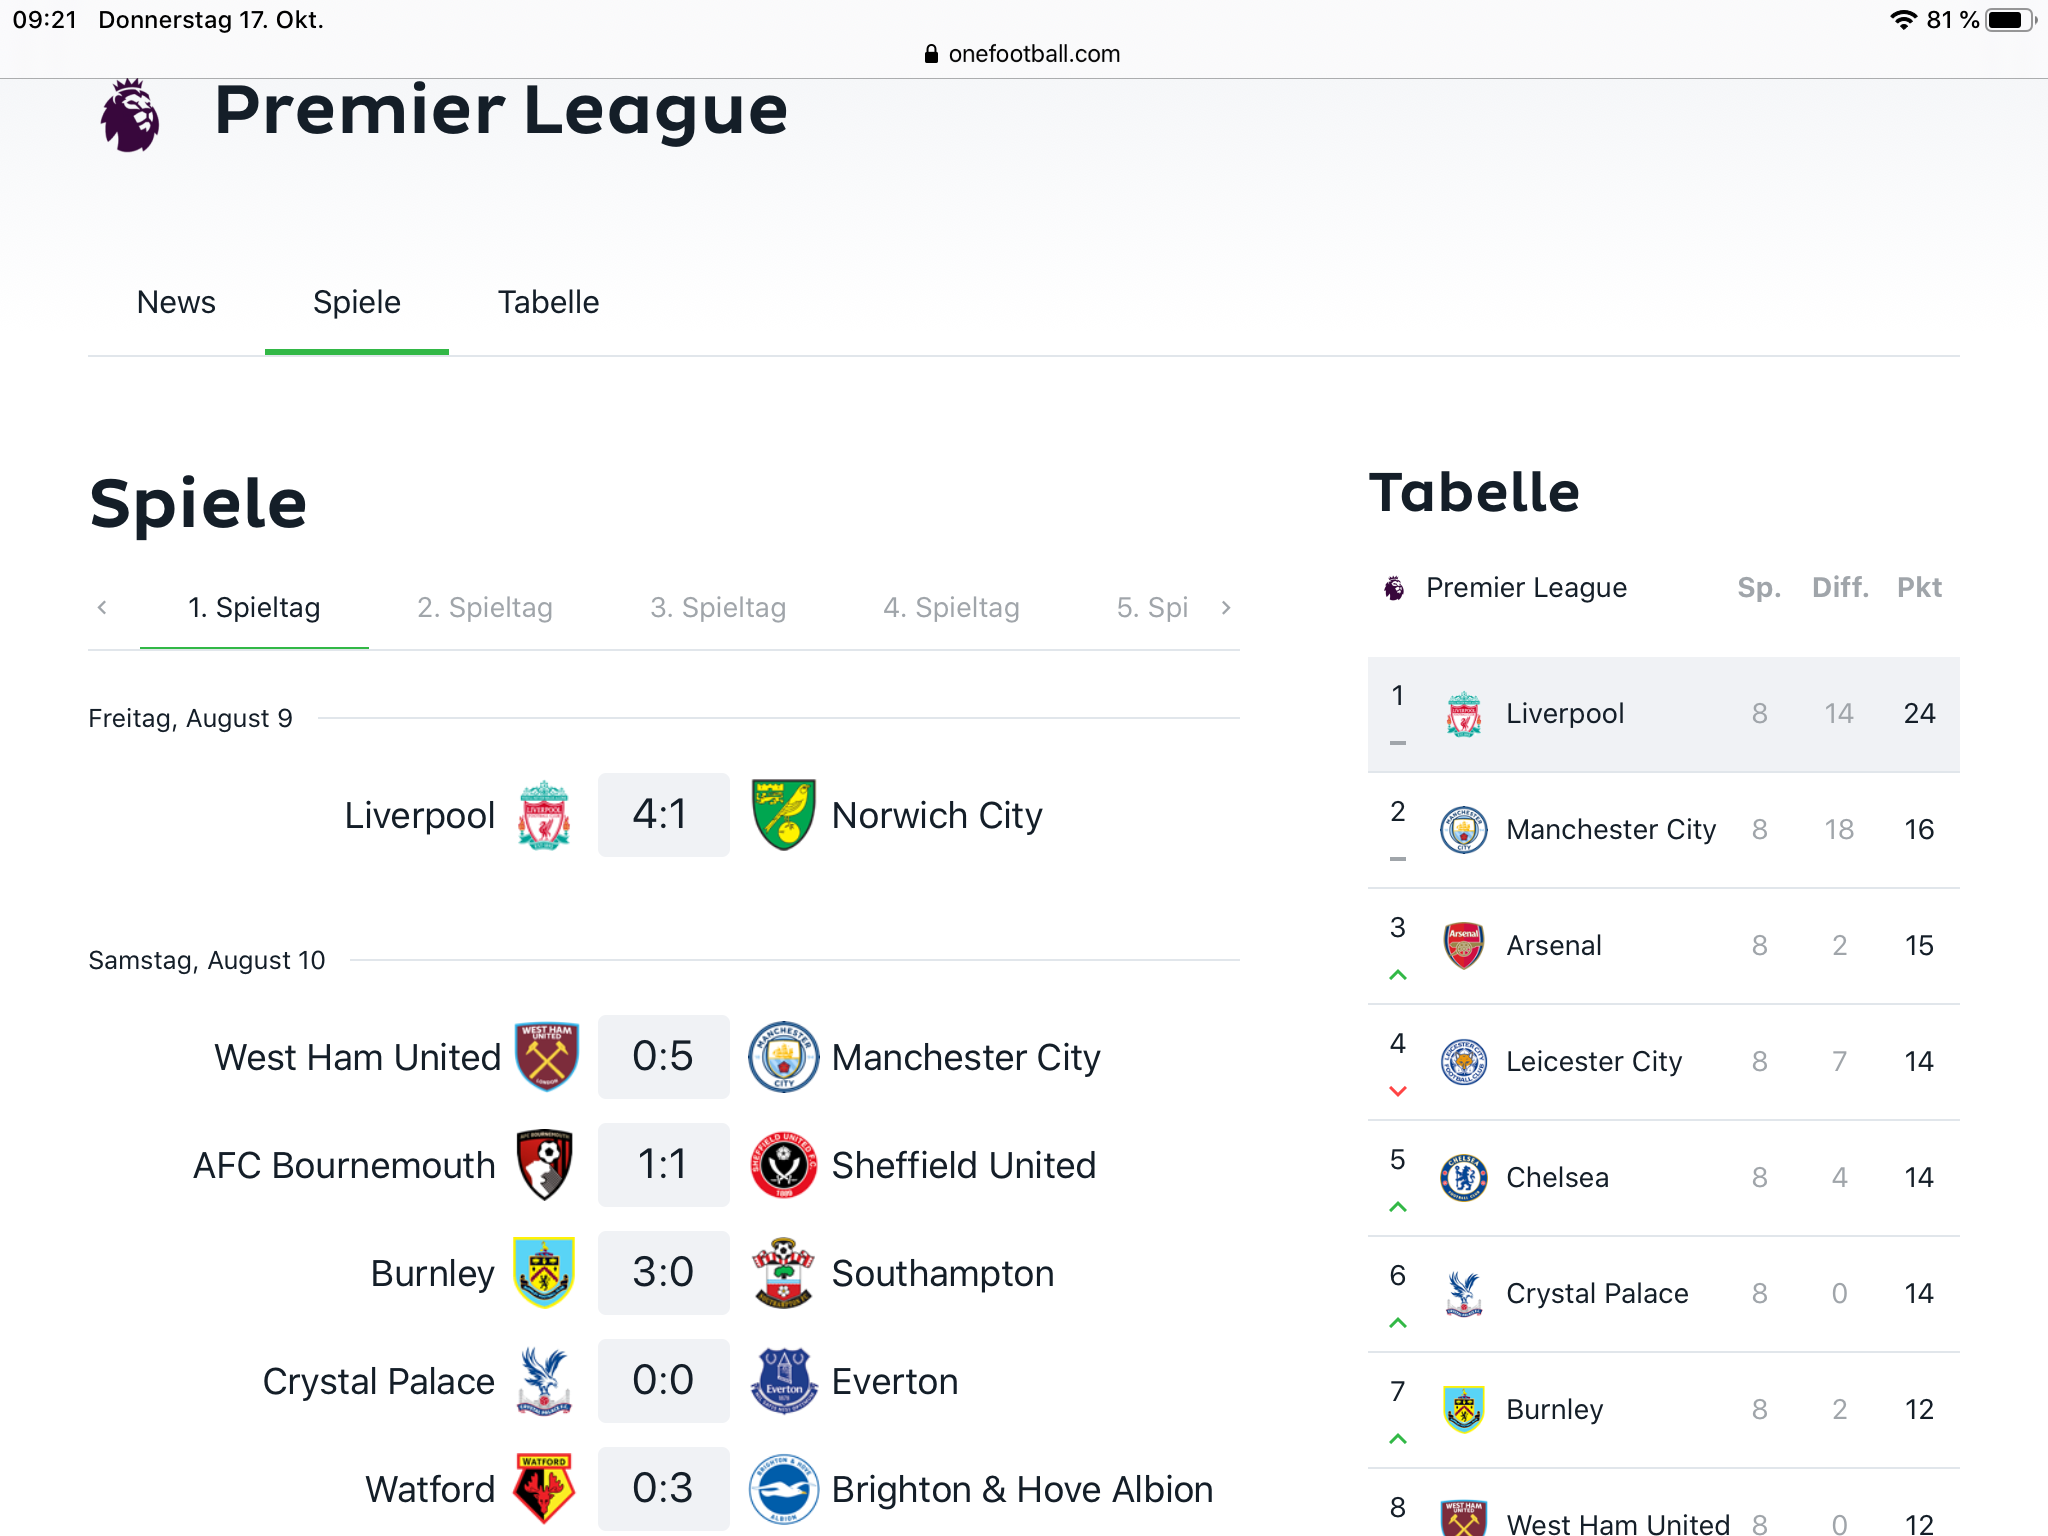 09:21 Donnerstag 17. Okt.
81 %
onefootball.com
Premier League
News Spiele Tabelle
Spiele
1. Spieltag 2. Spieltag 3. Spieltag 4. Spieltag 5. Spi
Freitag, August 9
Liverpool 4:1 Norwich City
Samstag, August 10
West Ham United 0:5 Manchester City
AFC Bournemouth 1:1 Sheffield United
Burnley 3:0 Southampton
Crystal Palace 0:0 Everton
Watford 0:3 Brighton & Hove Albion
Tabelle
Premier League Sp. Diff. Pkt
1 Liverpool 8 14 24
2 Manchester City 8 18 16
3 Arsenal 8 2 15
4 Leicester City 8 7 14
5 Chelsea 8 4 14
6 Crystal Palace 8 0 14
7 Burnley 8 2 12
8 West Ham United 8 0 12